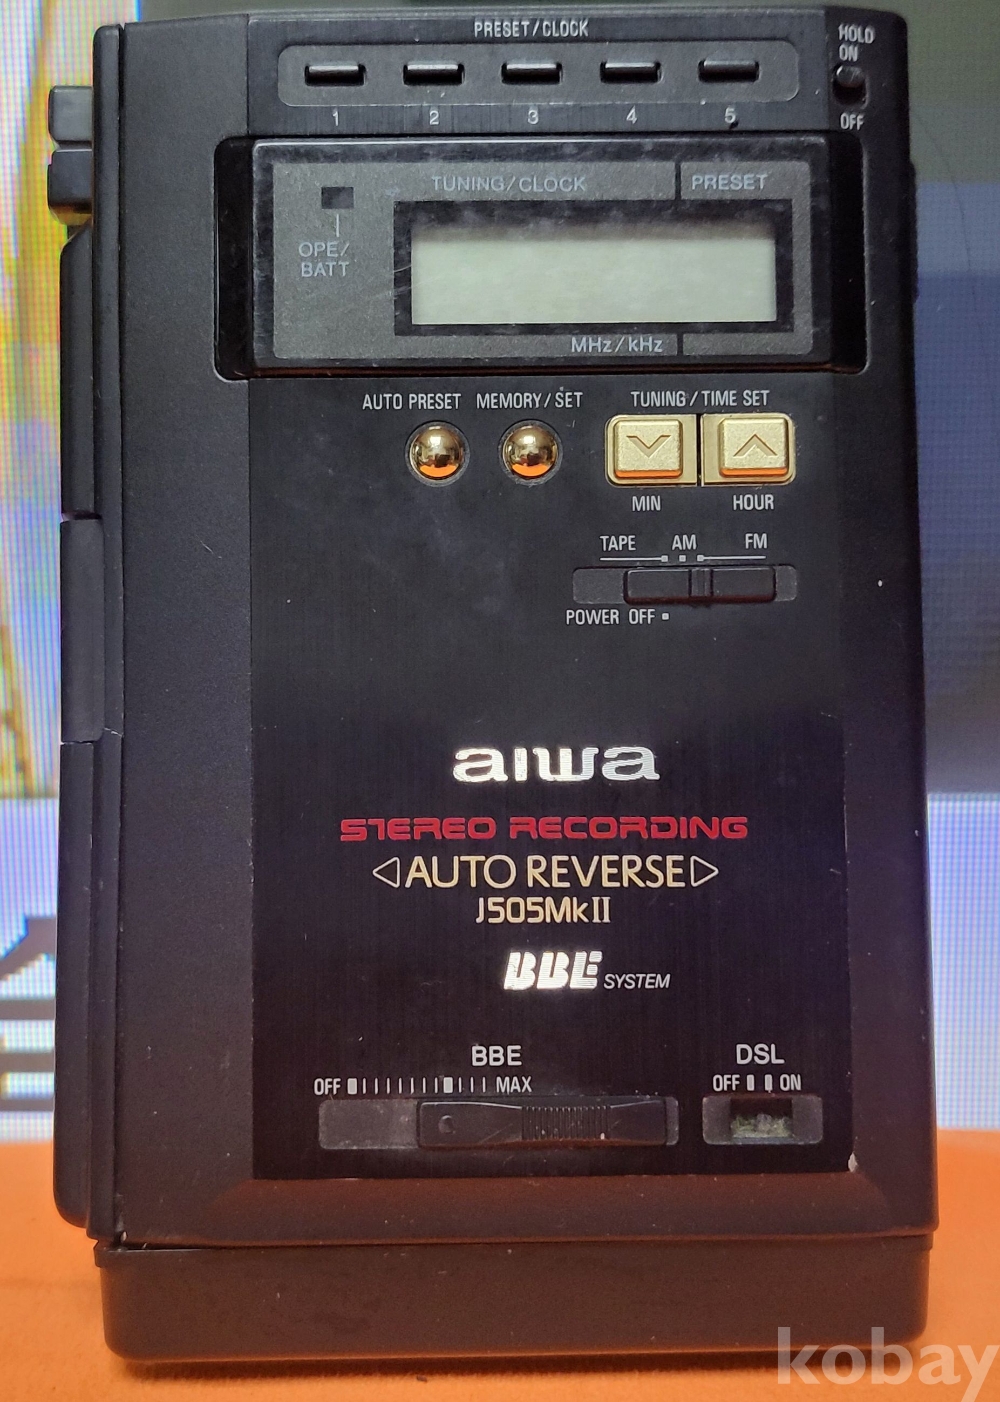 PRESET/CLOCK
HOLD
ON
OFF
1 2 3 4 5
TUNING/CLOCK PRESET
OPE/
BATT
MHz/kHz
AUTO PRESET MEMORY/SET TUNING/TIME SET
MIN HOUR
TAPE AM FM
POWER OFF
aiwa
STEREO RECORDING
AUTO REVERSE
J505MkII
BBE SYSTEM
BBE
OFF MAX
DSL
OFF ON
kobay